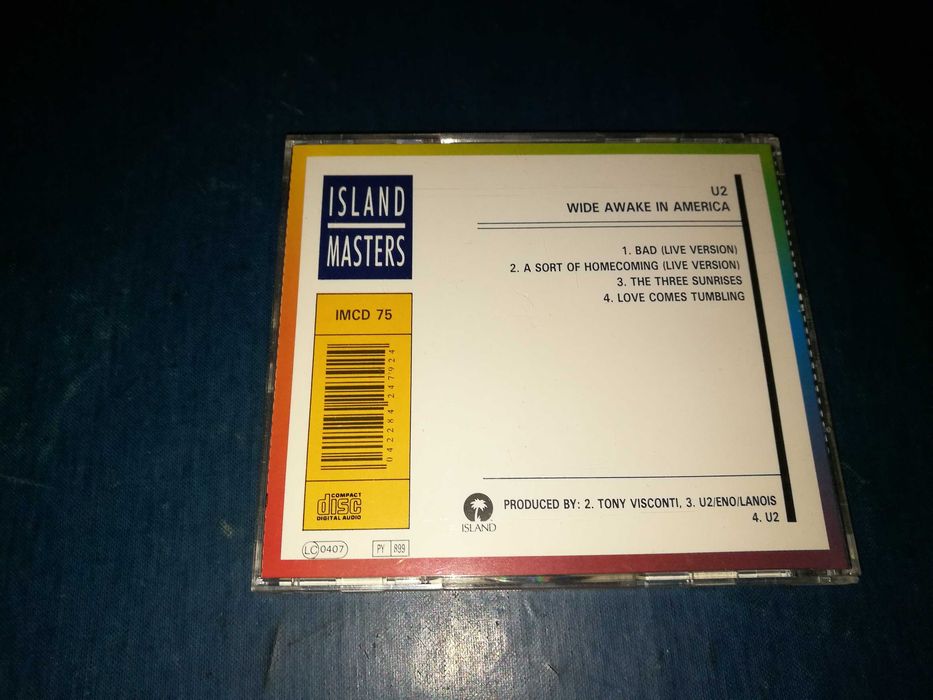 ISLAND
MASTERS
IMCD 75
042284 247924
COMPACT
disc
DIGITAL AUDIO
LC 0407
PY 899
U2
WIDE AWAKE IN AMERICA
1. BAD (LIVE VERSION)
2. A SORT OF HOMECOMING (LIVE VERSION)
3. THE THREE SUNRISES
4. LOVE COMES TUMBLING
ISLAND
PRODUCED BY: 2. TONY VISCONTI, 3. U2/ENO/LANOIS
4. U2